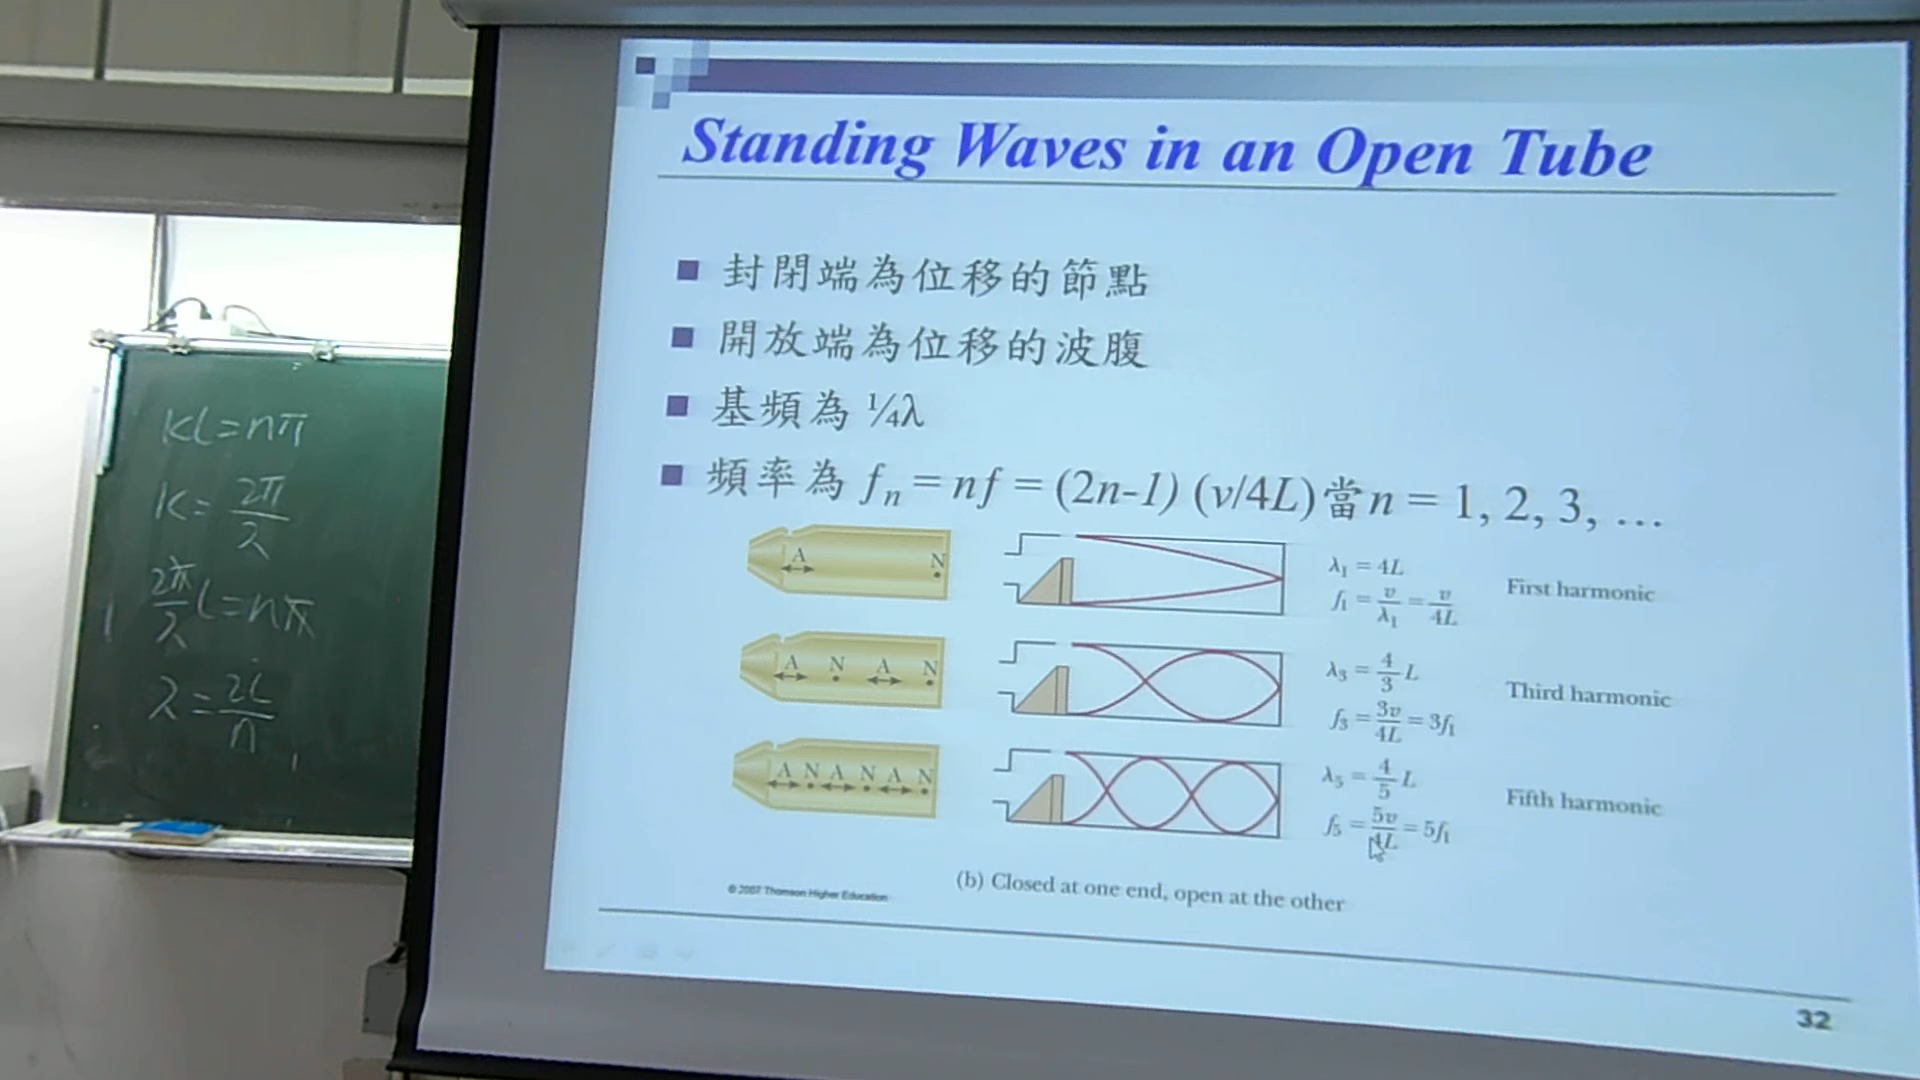 Standing Waves in an Open Tube
封閉端為位移的節點
開放端為位移的波腹
基頻為 ¼λ
頻率為 fₙ = nf = (2n-1) (v/4L)當n = 1, 2, 3, …
A N
λ₁ = 4L
f₁ = v/λ₁ = v/4L
First harmonic
A N A N
λ₃ = 4/3 L
f₃ = 3v/4L = 3f₁
Third harmonic
A N A N A N
λ₅ = 4/5 L
f₅ = 5v/4L = 5f₁
Fifth harmonic
(b) Closed at one end, open at the other
© 2007 Thomson Higher Education
32
kL=nπ
k=2π/λ
2π/λ L=nπ
λ=2L/n